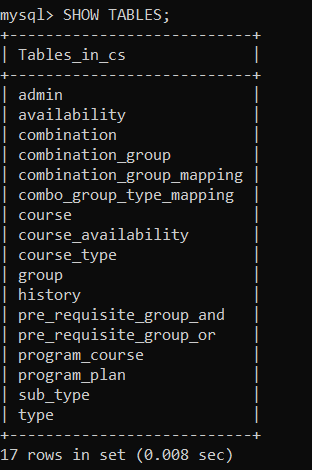 mysql> SHOW TABLES;
+---------------------------+
| Tables_in_cs              |
+---------------------------+
| admin                     |
| availability              |
| combination               |
| combination_group         |
| combination_group_mapping |
| combo_group_type_mapping  |
| course                    |
| course_availability       |
| course_type               |
| group                     |
| history                   |
| pre_requisite_group_and   |
| pre_requisite_group_or    |
| program_course            |
| program_plan              |
| sub_type                  |
| type                      |
+---------------------------+
17 rows in set (0.008 sec)